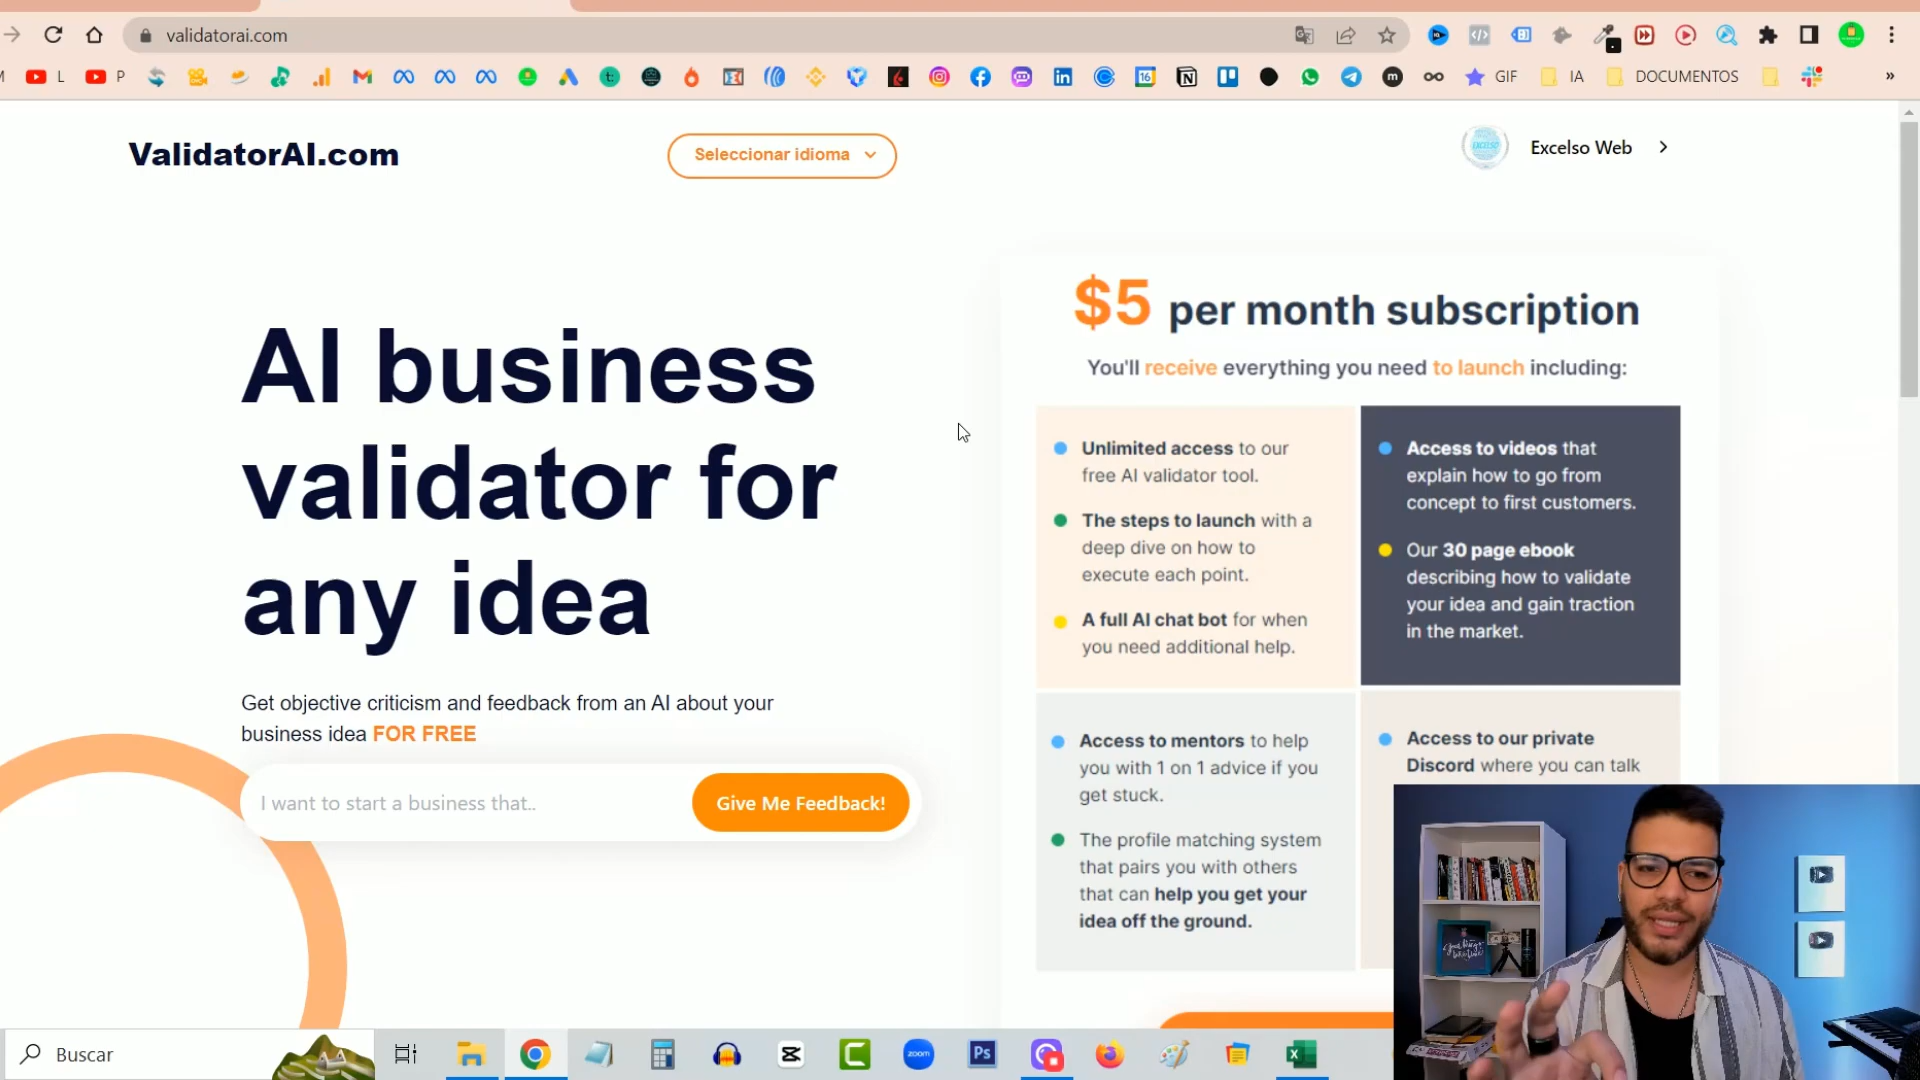 validatorai.com
L
P
16
GIF
IA
DOCUMENTOS
»
ValidatorAI.com
Seleccionar idioma
EXCELSO
Excelso Web
AI business
validator for
any idea
Get objective criticism and feedback from an AI about your
business idea FOR FREE
I want to start a business that..
Give Me Feedback!
$5 per month subscription
You'll receive everything you need to launch including:
Unlimited access to our
free AI validator tool.
The steps to launch with a
deep dive on how to
execute each point.
A full AI chat bot for when
you need additional help.
Access to videos that
explain how to go from
concept to first customers.
Our 30 page ebook
describing how to validate
your idea and gain traction
in the market.
Access to mentors to help
you with 1 on 1 advice if you
get stuck.
The profile matching system
that pairs you with others
that can help you get your
idea off the ground.
Access to our private
Discord where you can talk
Buscar
zoom
Ps